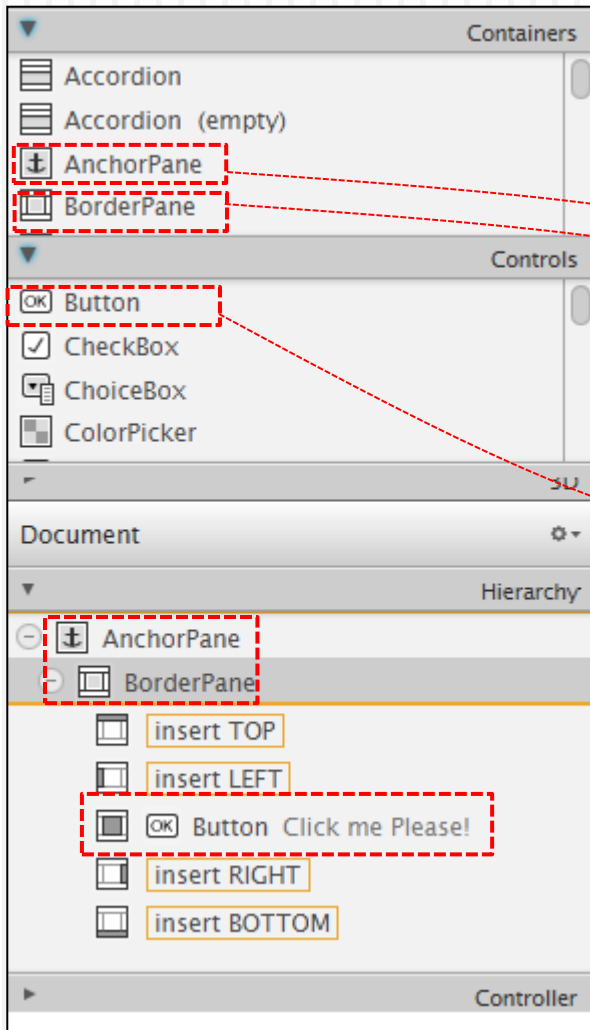 Containers
Accordion
Accordion (empty)
AnchorPane
BorderPane
Controls
OK Button
CheckBox
ChoiceBox
ColorPicker
3D
Document
Hierarchy
AnchorPane
BorderPane
insert TOP
insert LEFT
OK Button Click me Please!
insert RIGHT
insert BOTTOM
Controller